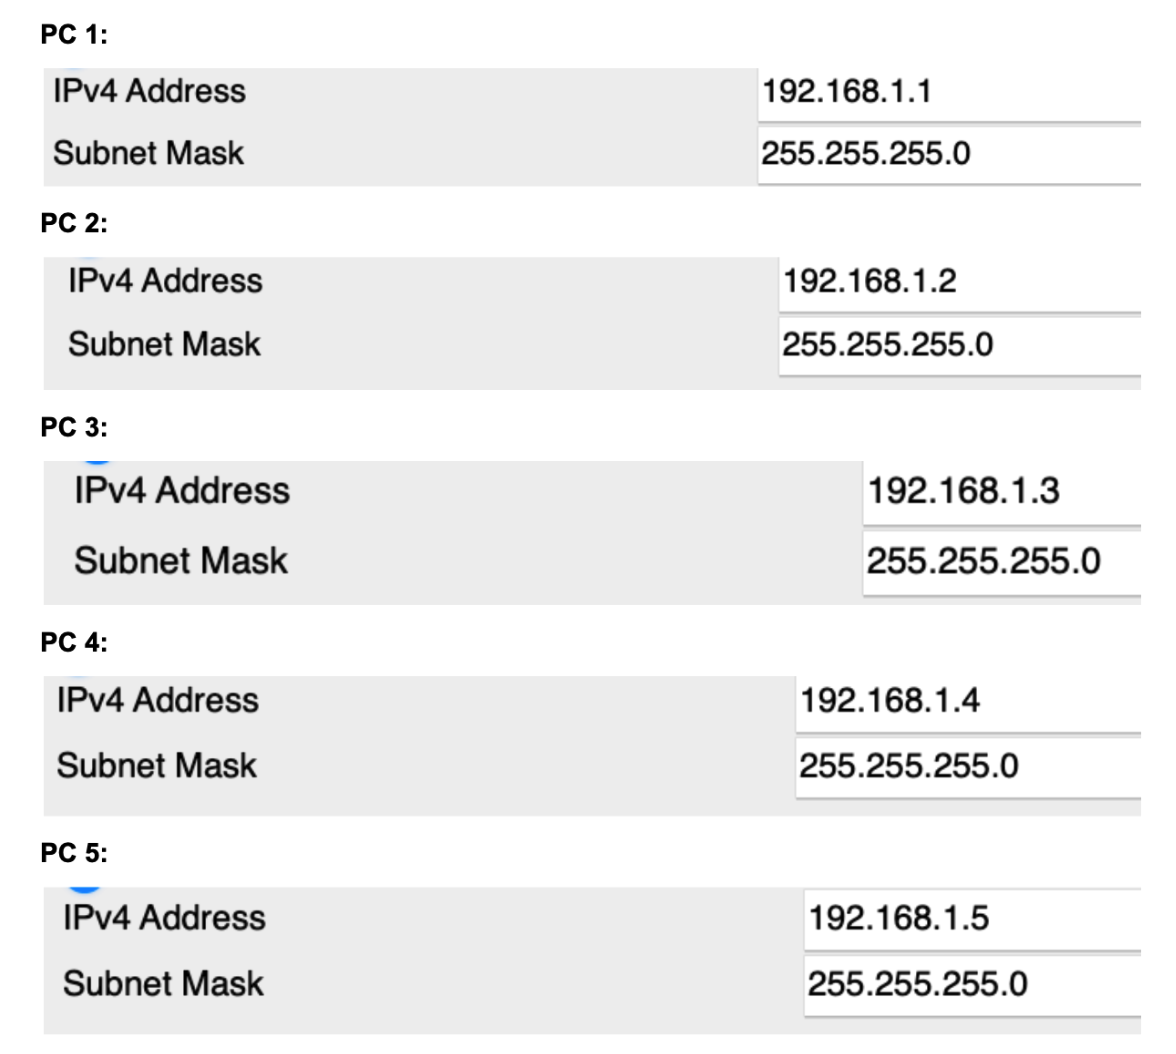 PC 1:
IPv4 Address 192.168.1.1
Subnet Mask 255.255.255.0
PC 2:
IPv4 Address 192.168.1.2
Subnet Mask 255.255.255.0
PC 3:
IPv4 Address 192.168.1.3
Subnet Mask 255.255.255.0
PC 4:
IPv4 Address 192.168.1.4
Subnet Mask 255.255.255.0
PC 5:
IPv4 Address 192.168.1.5
Subnet Mask 255.255.255.0